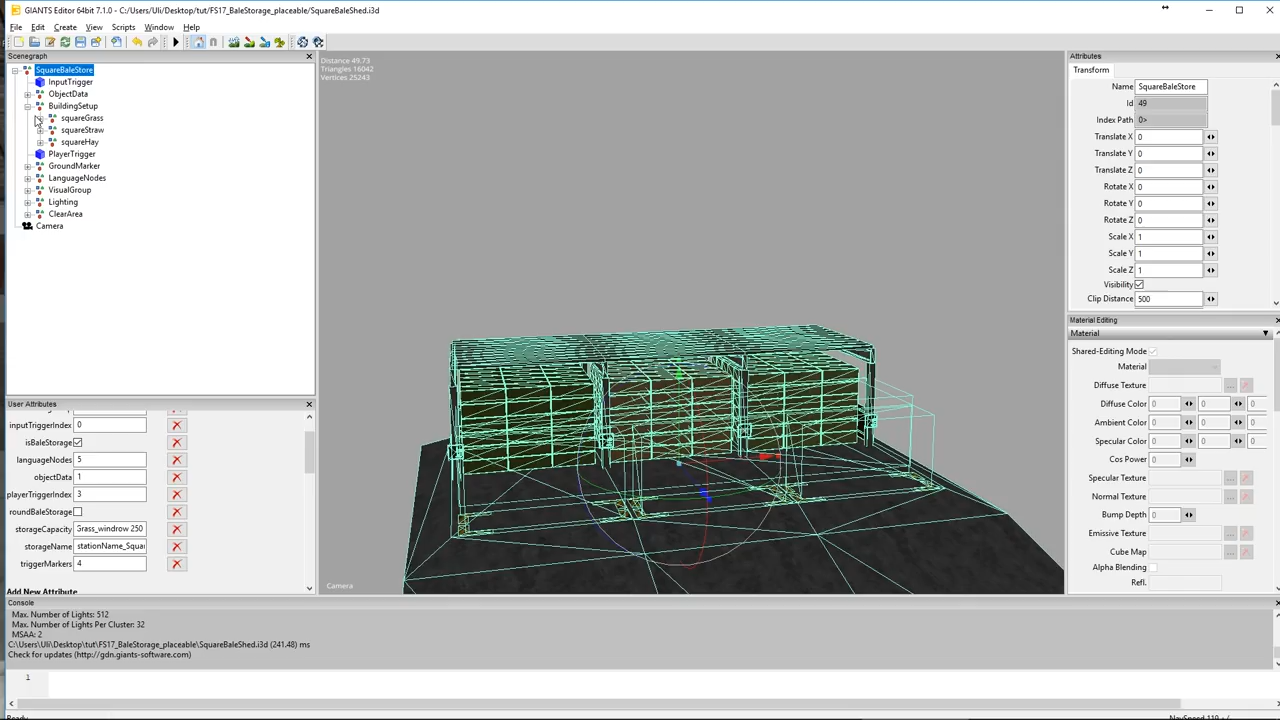 GIANTS Editor 64bit 7.1.0 - C:/Users/Uli/Desktop/tut/FS17_BaleStorage_placeable/SquareBaleShed.i3d
File Edit Create View Scripts Window Help
Scenegraph
SquareBaleStore
InputTrigger
ObjectData
BuildingSetup
squareGrass
squareStraw
squareHay
PlayerTrigger
GroundMarker
LanguageNodes
VisualGroup
Lighting
ClearArea
Camera
User Attributes
inputTriggerIndex 0
isBaleStorage
languageNodes 5
objectData 1
playerTriggerIndex 3
roundBaleStorage
storageCapacity Grass_windrow 250
storageName stationName_Squar
triggerMarkers 4
Add New Attribute
Distance 49.73
Triangles 16042
Vertices 25243
Camera
Attributes
Transform
Name SquareBaleStore
Id 49
Index Path 0>
Translate X 0
Translate Y 0
Translate Z 0
Rotate X 0
Rotate Y 0
Rotate Z 0
Scale X 1
Scale Y 1
Scale Z 1
Visibility
Clip Distance 500
Material Editing
Material
Shared-Editing Mode
Material
Diffuse Texture ...
Diffuse Color 0 0 0
Ambient Color 0 0 0
Specular Color 0 0 0
Cos Power 0
Specular Texture ...
Normal Texture ...
Bump Depth 0
Emissive Texture ...
Cube Map ...
Alpha Blending
Refl.
Console
Max. Number of Lights: 512
Max. Number of Lights Per Cluster: 32
MSAA: 2
C:\Users\Uli\Desktop\tut\FS17_BaleStorage_placeable\SquareBaleShed.i3d (241.48) ms
Check for updates (http://gdn.giants-software.com)
1
Ready
NavSpeed 119 +/